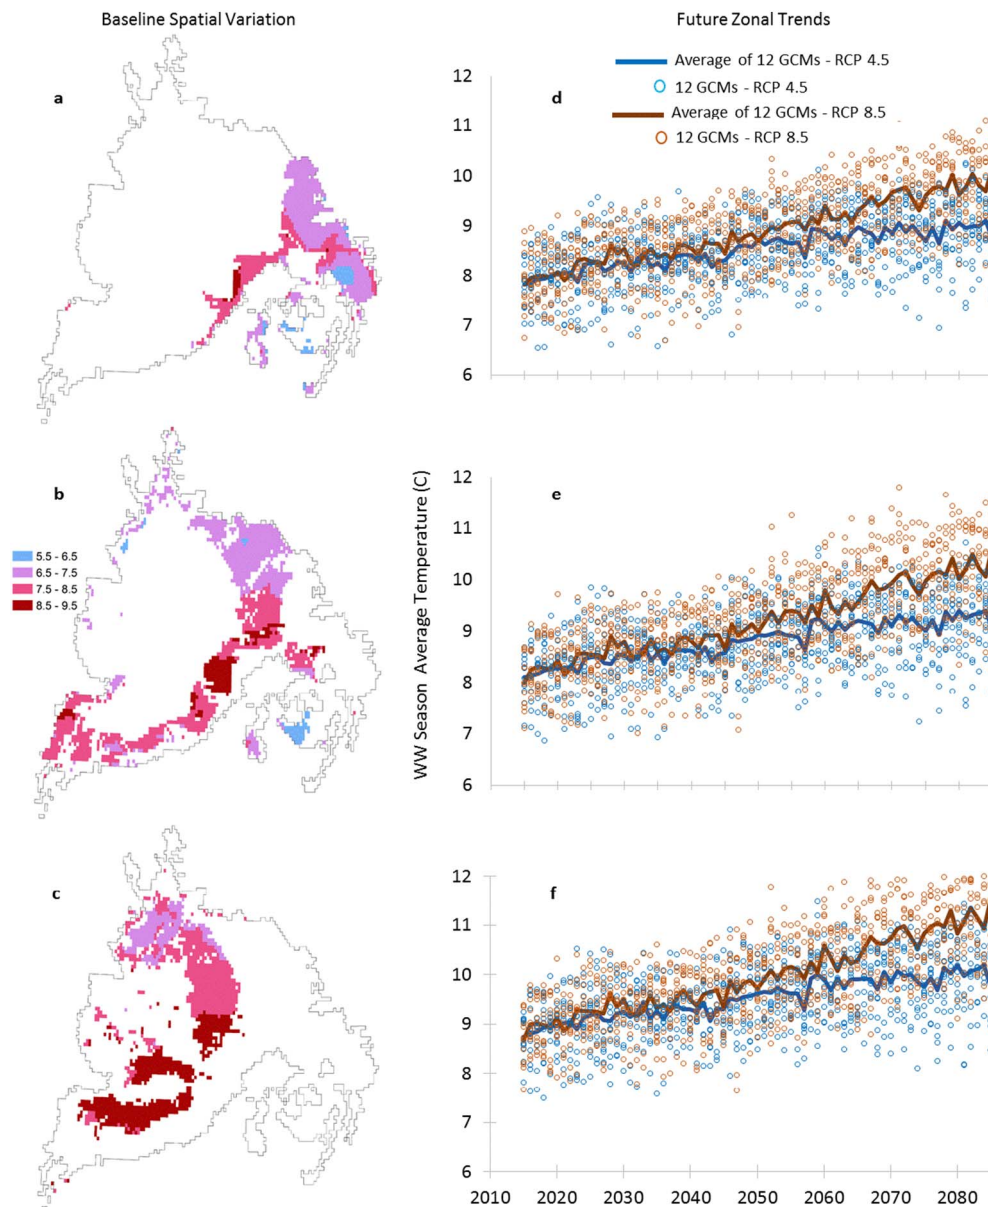 Baseline Spatial Variation
Future Zonal Trends
a
b
5.5 - 6.5
6.5 - 7.5
7.5 - 8.5
8.5 - 9.5
c
WW Season Average Temperature (C)
d
Average of 12 GCMs - RCP 4.5
12 GCMs - RCP 4.5
Average of 12 GCMs - RCP 8.5
12 GCMs - RCP 8.5
12
11
10
9
8
7
6
e
12
11
10
9
8
7
6
f
12
11
10
9
8
7
6
2010 2020 2030 2040 2050 2060 2070 2080